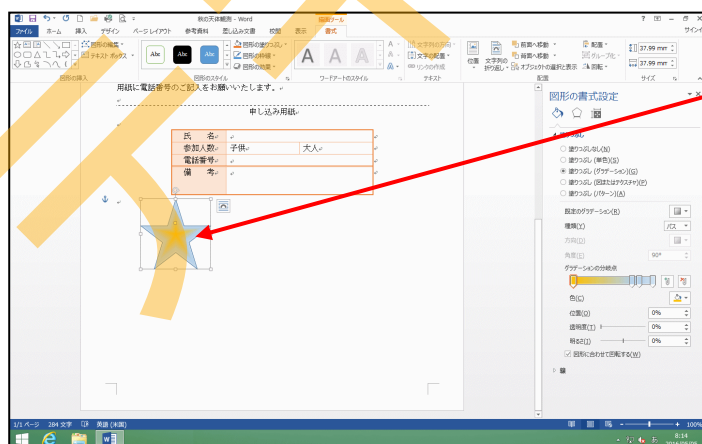 秋の天体観測 - Word
描画ツール
サインイン
ファイル ホーム 挿入 デザイン ページ レイアウト 参考資料 差し込み文書 校閲 表示 書式
図形の編集
テキスト ボックス
図形の挿入
Abc Abc Abc
図形の塗りつぶし
図形の枠線
図形の効果
図形のスタイル
A A A
ワードアートのスタイル
文字列の方向
文字の配置
リンクの作成
テキスト
位置 文字列の折り返し
前面へ移動
背面へ移動
オブジェクトの選択と表示
配置
グループ化
回転
配置
37.99 mm
37.99 mm
サイズ
用紙に電話番号のご記入をお願いいたします。
申し込み用紙
氏 名
参加人数 子供 大人
電話番号
備 考
図形の書式設定
塗りつぶし
塗りつぶしなし(N)
塗りつぶし (単色)(S)
塗りつぶし (グラデーション)(G)
塗りつぶし (図またはテクスチャ)(P)
塗りつぶし (パターン)(A)
既定のグラデーション(R)
種類(Y) パス
方向(D)
角度(E) 90°
グラデーションの分岐点
色(C)
位置(O) 0%
透明度(T) 0%
明るさ(I) 0%
図形に合わせて回転する(W)
1/1 ページ 284 文字 英語 (米国)
100%
8:14